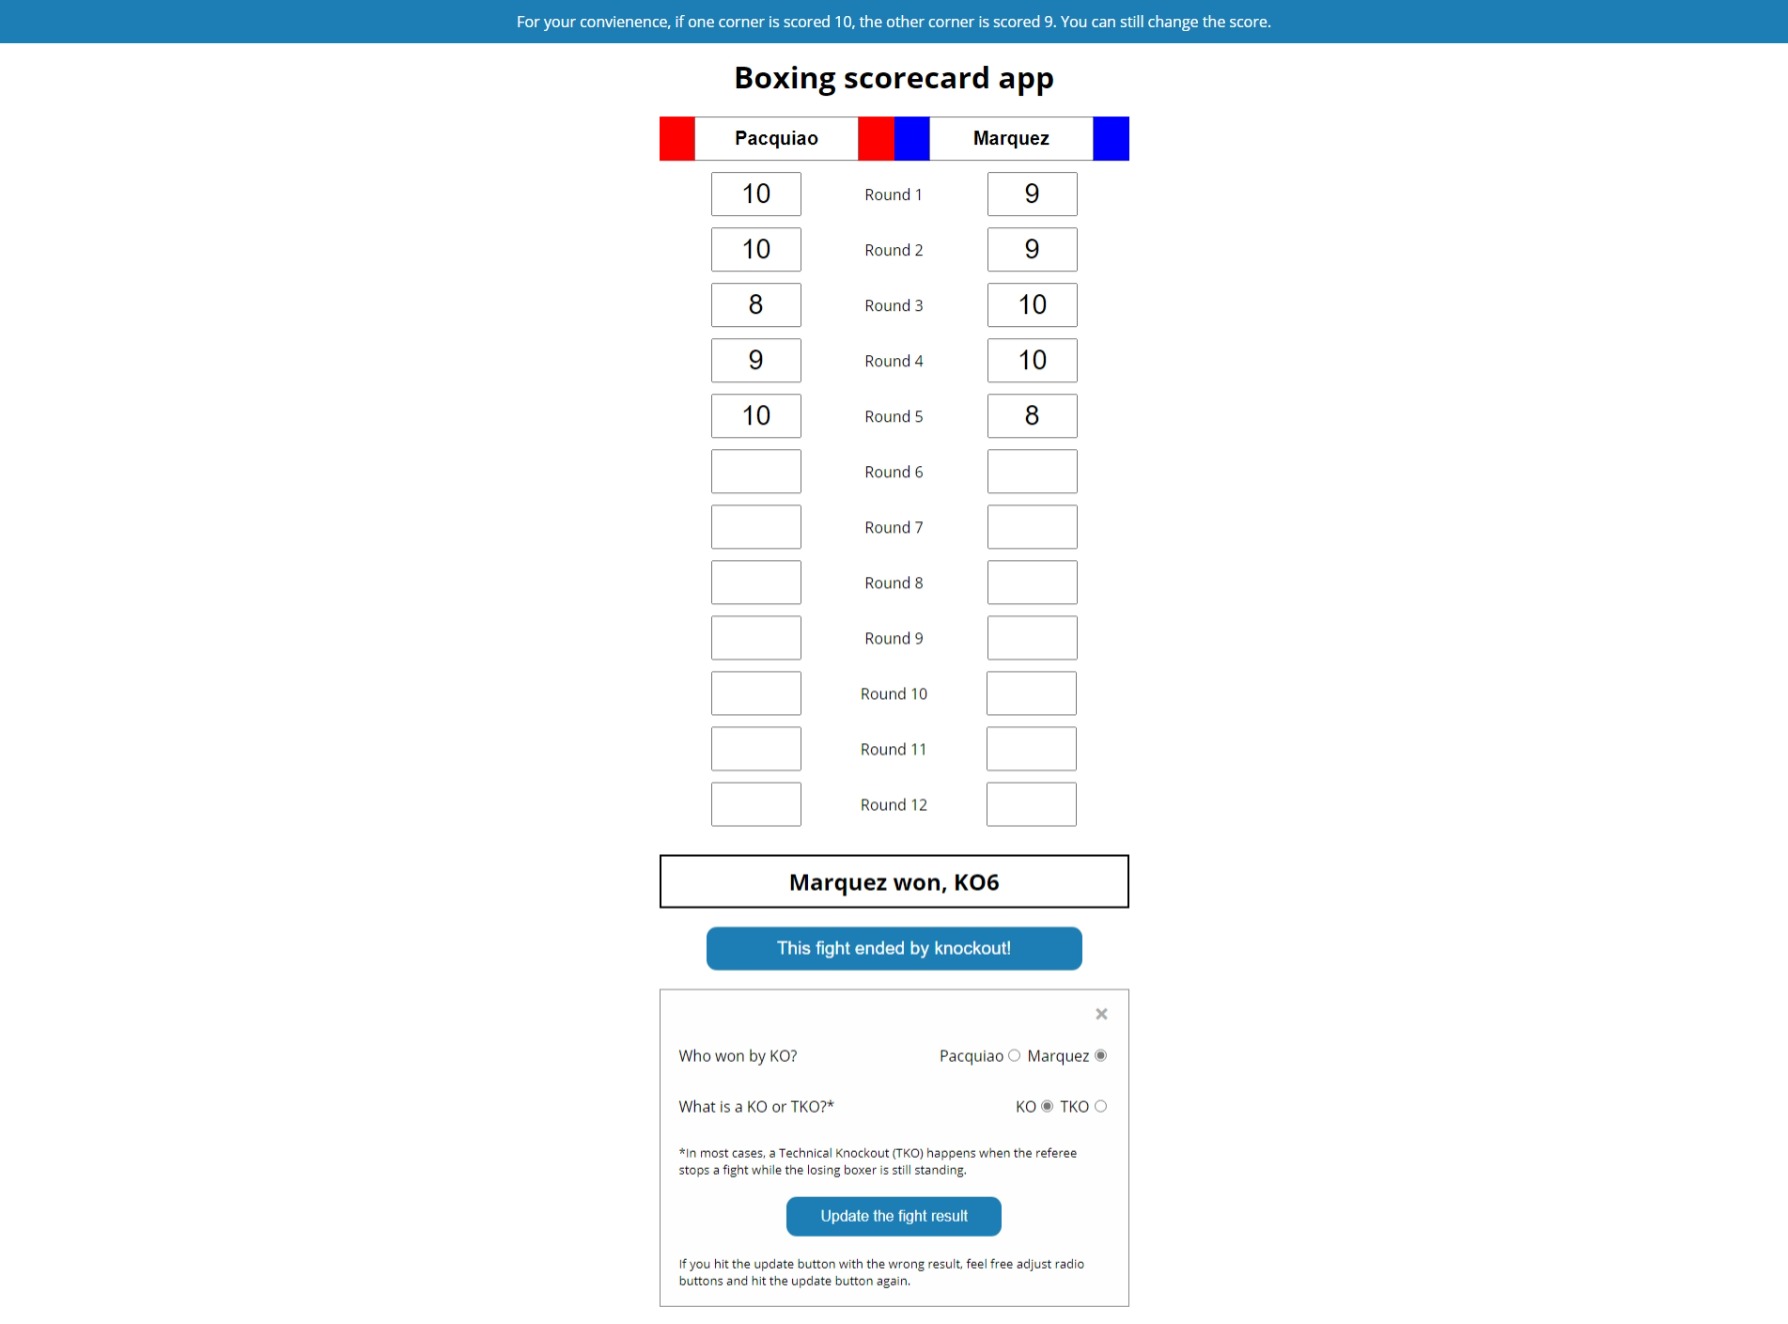 For your convienence, if one corner is scored 10, the other corner is scored 9. You can still change the score.
Boxing scorecard app
Pacquiao Marquez
10 Round 1 9
10 Round 2 9
8 Round 3 10
9 Round 4 10
10 Round 5 8
Round 6
Round 7
Round 8
Round 9
Round 10
Round 11
Round 12
Marquez won, KO6
This fight ended by knockout!
×
Who won by KO? Pacquiao Marquez
What is a KO or TKO?* KO TKO
*In most cases, a Technical Knockout (TKO) happens when the referee
stops a fight while the losing boxer is still standing.
Update the fight result
If you hit the update button with the wrong result, feel free adjust radio
buttons and hit the update button again.